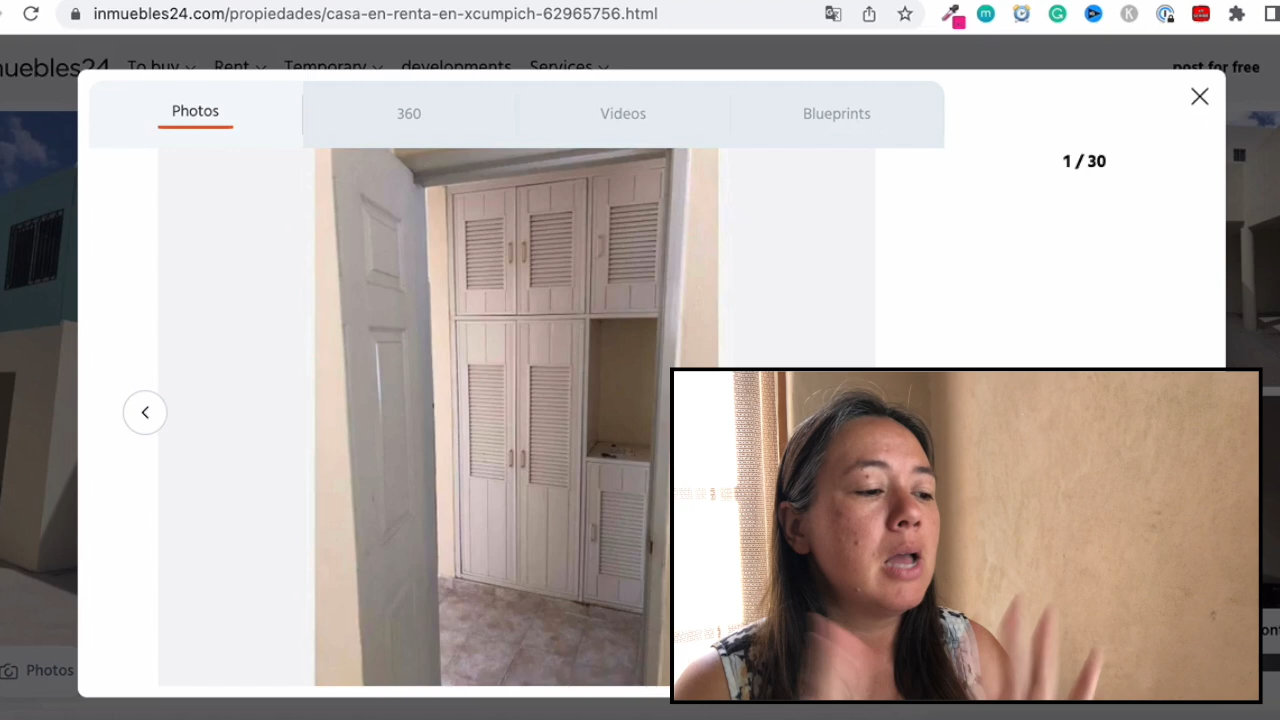 inmuebles24.com/propiedades/casa-en-renta-en-xcumpich-62965756.html
nuebles24 To buy Rent Temporary developments Services post for free
Photos 360 Videos Blueprints
1 / 30
Photos